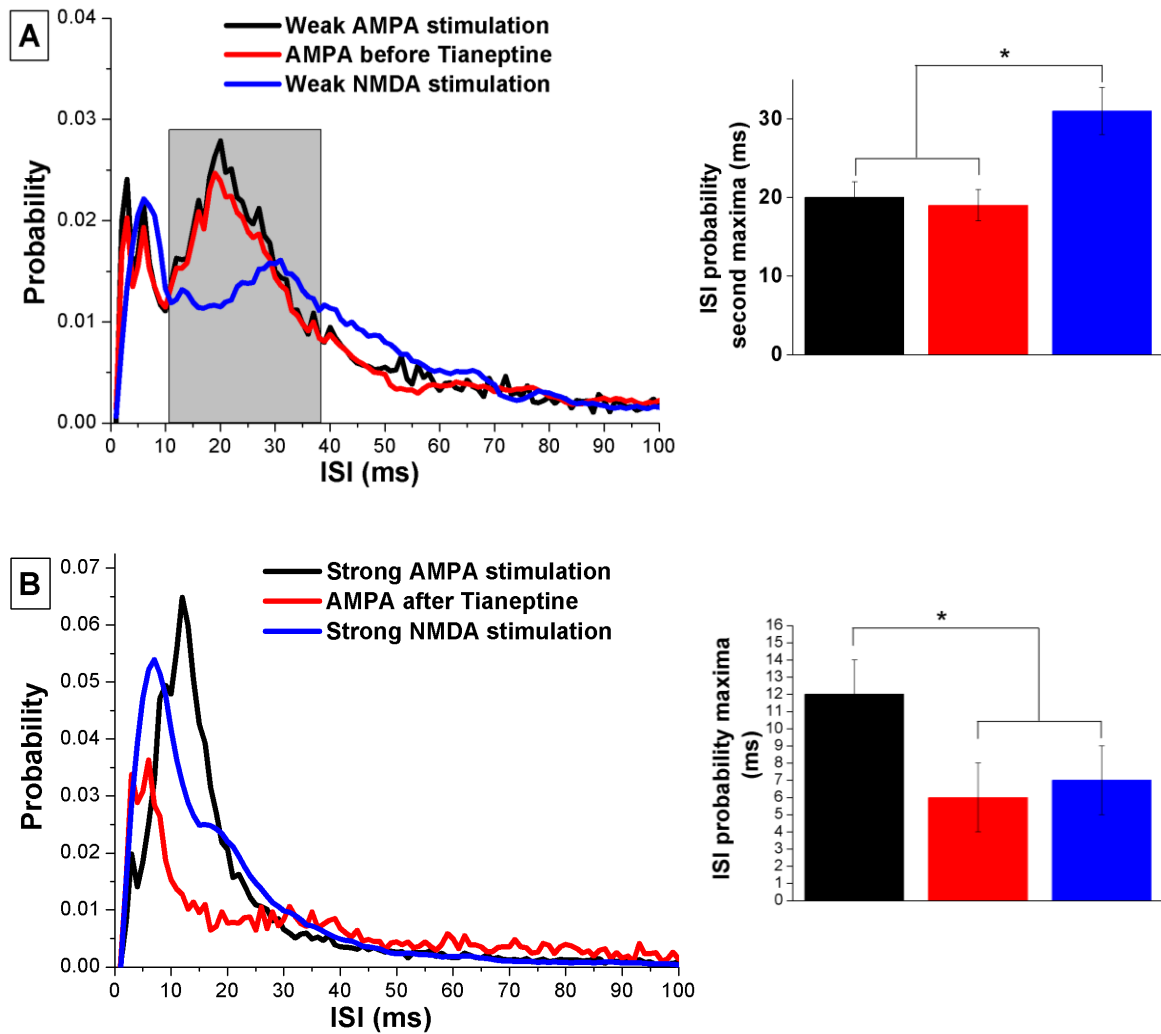 A
Weak AMPA stimulation
AMPA before Tianeptine
Weak NMDA stimulation
Probability
0.04
0.03
0.02
0.01
0.00
0 10 20 30 40 50 60 70 80 90 100
ISI (ms)
*
ISI probability
second maxima (ms)
30
20
10
0
B
Strong AMPA stimulation
AMPA after Tianeptine
Strong NMDA stimulation
Probability
0.07
0.06
0.05
0.04
0.03
0.02
0.01
0.00
0 10 20 30 40 50 60 70 80 90 100
ISI (ms)
*
ISI probability maxima
(ms)
16
15
14
13
12
11
10
9
8
7
6
5
4
3
2
1
0